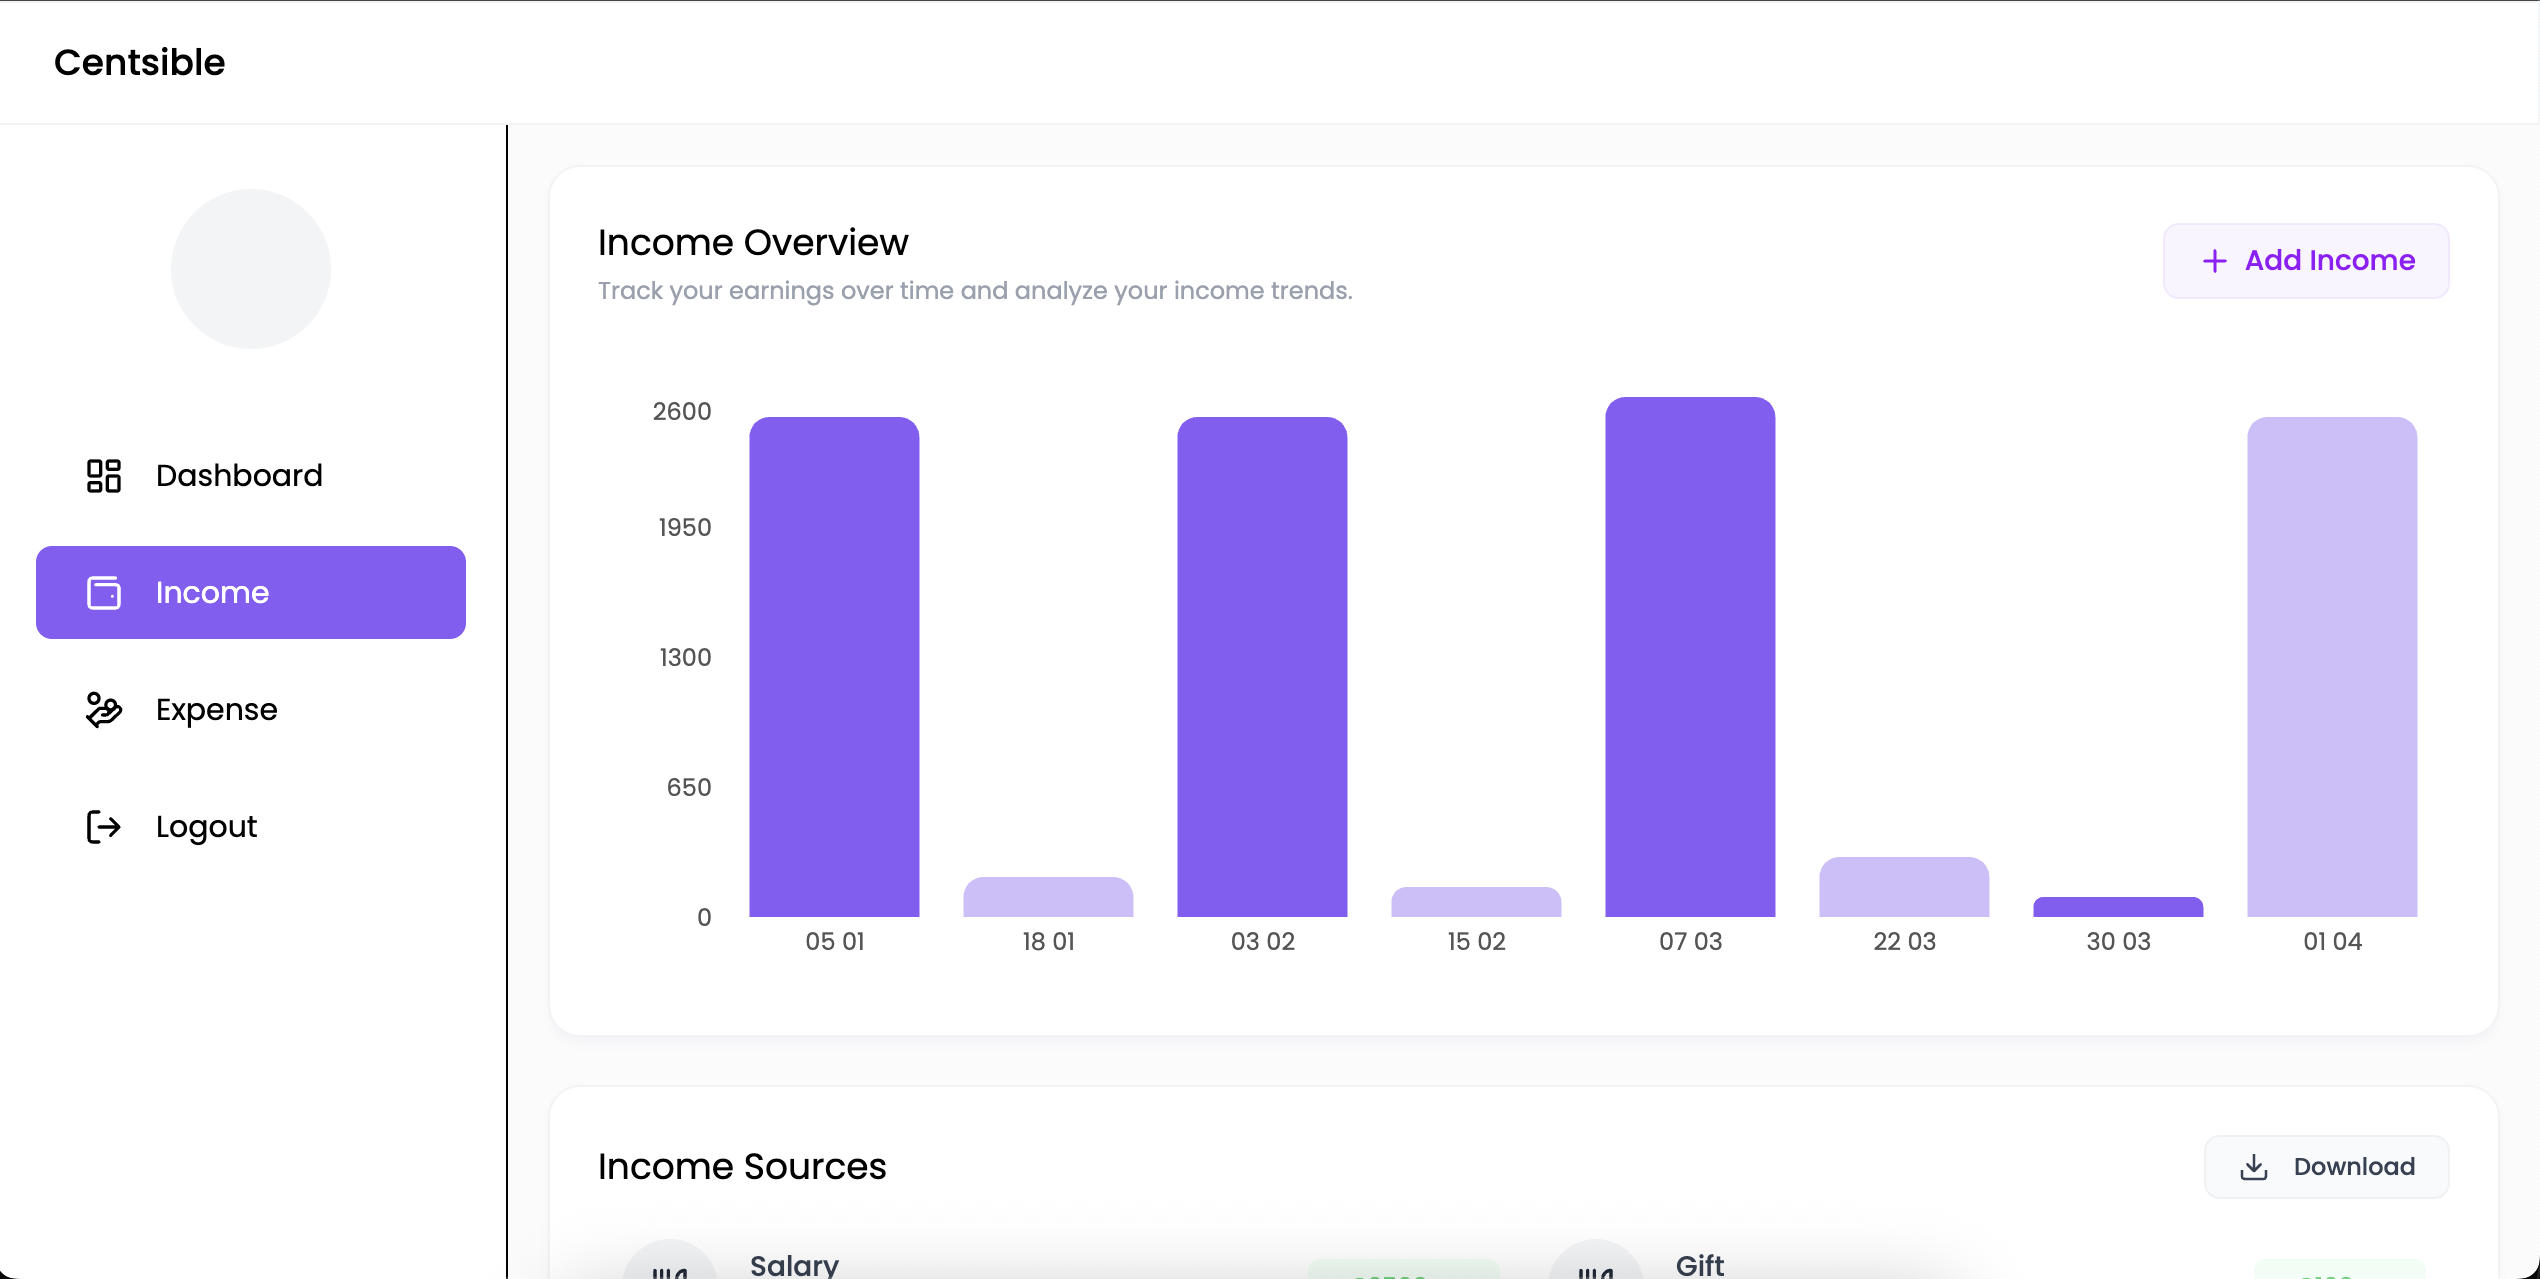 Centsible
Dashboard
Income
Expense
Logout
Income Overview
Track your earnings over time and analyze your income trends.
Add Income
2600
1950
1300
650
0
05 01
18 01
03 02
15 02
07 03
22 03
30 03
01 04
Income Sources
Download
Salary
Gift